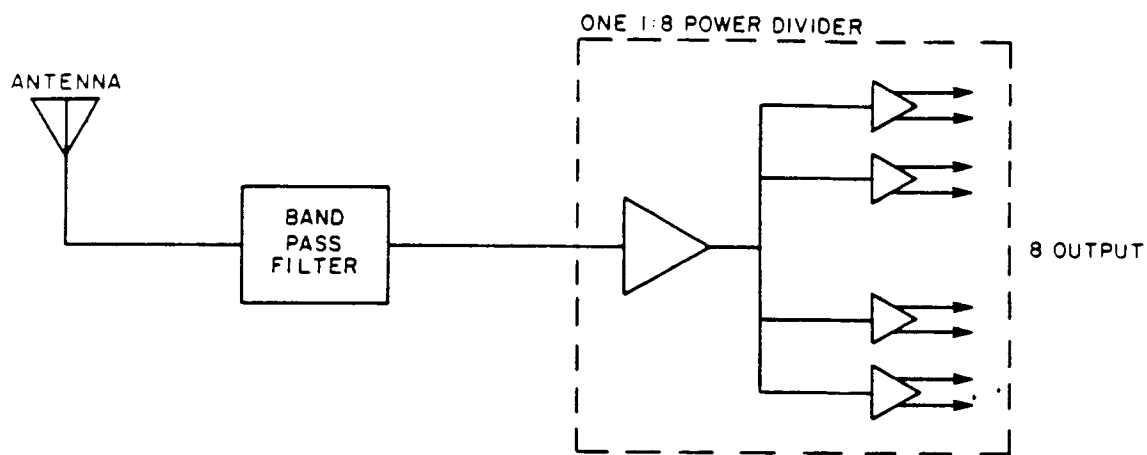 ONE 1:8 POWER DIVIDER
ANTENNA
BAND
PASS
FILTER
8 OUTPUT